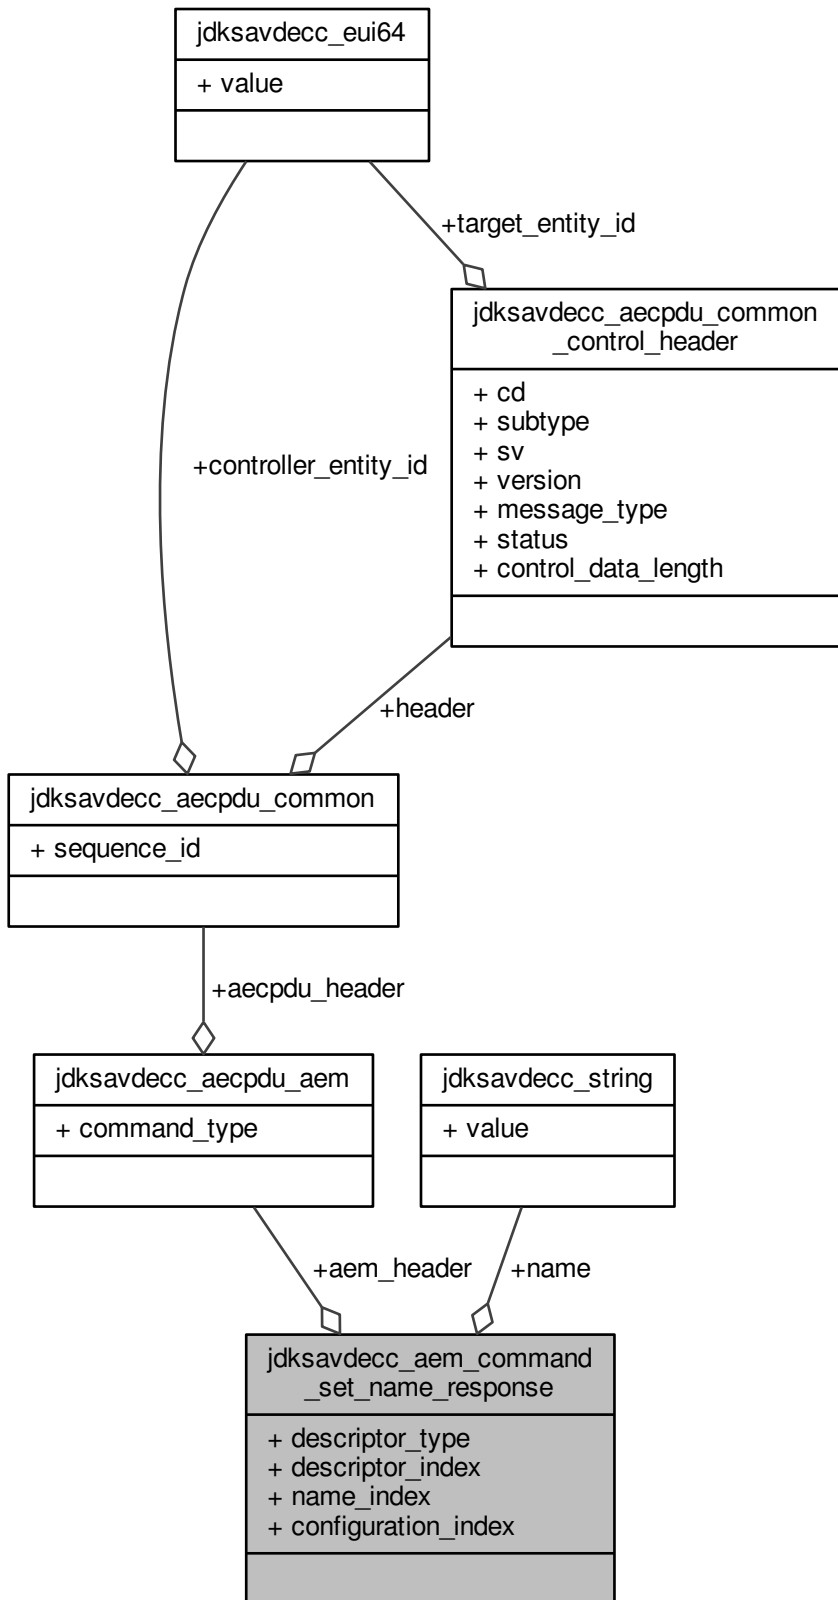 jdksavdecc_eui64
+ value
+target_entity_id
jdksavdecc_aecpdu_common
_control_header
+ cd
+ subtype
+ sv
+ version
+ message_type
+ status
+ control_data_length
+controller_entity_id
+header
jdksavdecc_aecpdu_common
+ sequence_id
+aecpdu_header
jdksavdecc_aecpdu_aem
+ command_type
jdksavdecc_string
+ value
+aem_header
+name
jdksavdecc_aem_command
_set_name_response
+ descriptor_type
+ descriptor_index
+ name_index
+ configuration_index